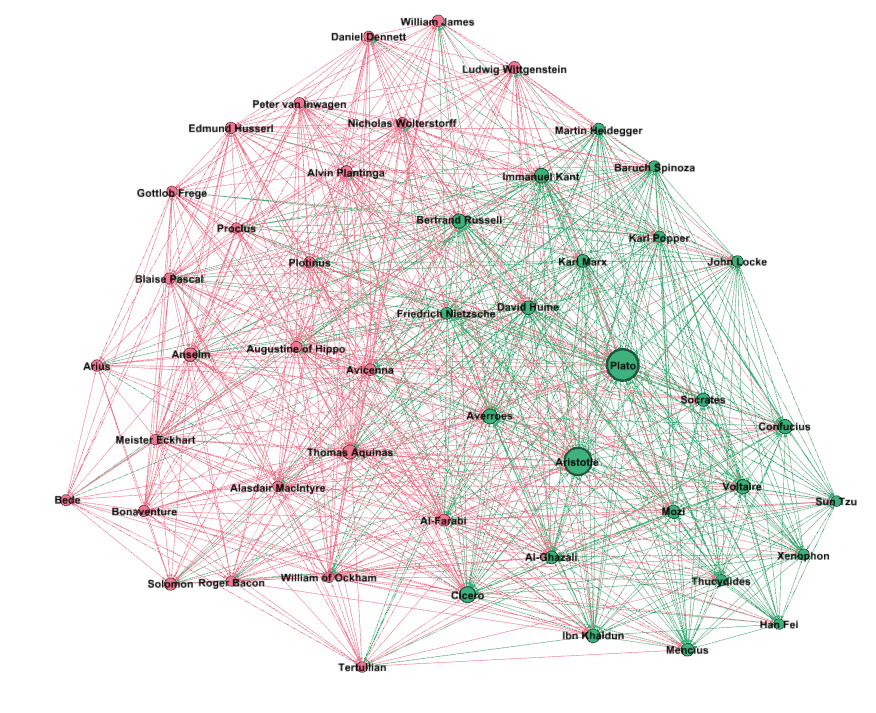 William James
Daniel Dennett
Ludwig Wittgenstein
Peter van Inwagen
Nicholas Wolterstorff
Edmund Husserl
Martin Heidegger
Baruch Spinoza
Alvin Plantinga
Immanuel Kant
Gottlob Frege
Bertrand Russell
Proclus
Karl Popper
Plotinus
Karl Marx
John Locke
Blaise Pascal
David Hume
Friedrich Nietzsche
Augustine of Hippo
Anselm
Arius
Avicenna
Plato
Socrates
Averroes
Confucius
Meister Eckhart
Thomas Aquinas
Aristotle
Alasdair MacIntyre
Voltaire
Bede
Sun Tzu
Bonaventure
Mozi
Al-Farabi
Al-Ghazali
Xenophon
William of Ockham
Thucydides
Solomon
Roger Bacon
Cicero
Han Fei
Ibn Khaldun
Mencius
Tertullian